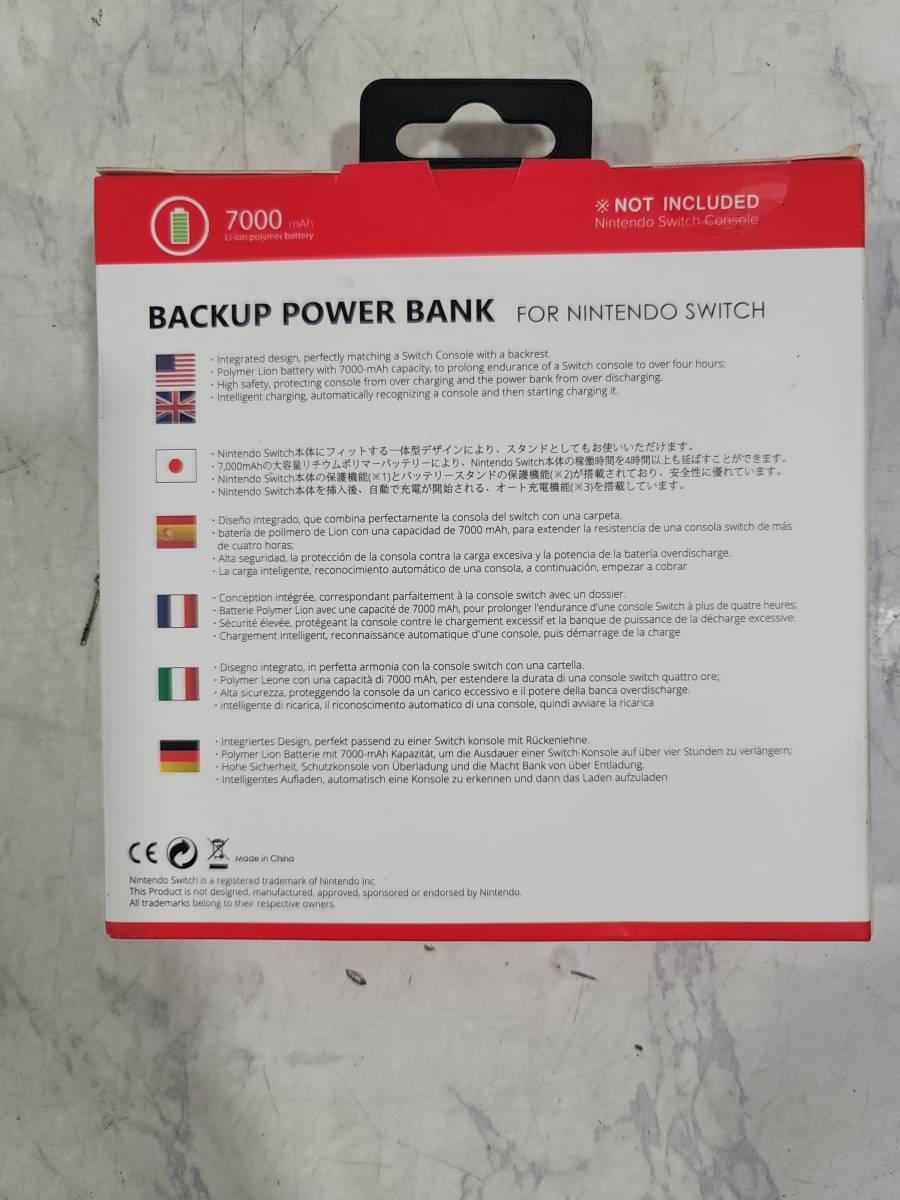 7000 mAh
Li-ion polymer battery
※ NOT INCLUDED
Nintendo Switch Console
BACKUP POWER BANK FOR NINTENDO SWITCH
· Integrated design, perfectly matching a Switch Console with a backrest.
· Polymer Lion battery with 7000-mAh capacity, to prolong endurance of a Switch console to over four hours;
· High safety, protecting console from over charging and the power bank from over discharging.
· Intelligent charging, automatically recognizing a console and then starting charging it.
· Nintendo Switch本体にフィットする一体型デザインにより、スタンドとしてもお使いいただけます。
· 7,000mAhの大容量リチウムポリマーバッテリーにより、Nintendo Switch本体の稼働時間を4時間以上も延ばすことができます。
· Nintendo Switch本体の保護機能(※1)とバッテリースタンドの保護機能(※2)が搭載されており、安全性に優れています。
· Nintendo Switch本体を挿入後、自動で充電が開始される、オート充電機能(※3)を搭載しています。
· Diseño integrado, que combina perfectamente la consola del switch con una carpeta.
· batería de polímero de Lion con una capacidad de 7000 mAh, para extender la resistencia de una consola switch de más
de cuatro horas;
· Alta seguridad, la protección de la consola contra la carga excesiva y la potencia de la batería overdischarge.
· La carga inteligente, reconocimiento automático de una consola, a continuación, empezar a cobrar
· Conception intégrée, correspondant parfaitement à la console switch avec un dossier.
· Batterie Polymer Lion avec une capacité de 7000 mAh, pour prolonger l'endurance d'une console Switch à plus de quatre heures;
· Sécurité élevée, protégeant la console contre le chargement excessif et la banque de puissance de la décharge excessive.
· Chargement intelligent, reconnaissance automatique d'une console, puis démarrage de la charge
· Disegno integrato, in perfetta armonia con la console switch con una cartella.
· Polymer Leone con una capacità di 7000 mAh, per estendere la durata di una console switch quattro ore;
· Alta sicurezza, proteggendo la console da un carico eccessivo e il potere della banca overdischarge.
· intelligente di ricarica, il riconoscimento automatico di una console, quindi avviare la ricarica
· Integriertes Design, perfekt passend zu einer Switch konsole mit Rückenlehne.
· Polymer Lion Batterie mit 7000-mAh Kapazität, um die Ausdauer einer Switch-Konsole auf über vier Stunden zu verlängern;
· Hohe Sicherheit, Schutzkonsole von Überladung und die Macht Bank von über Entladung.
· Intelligentes Aufladen, automatisch eine Konsole zu erkennen und dann das Laden aufzuladen
CE Made in China
Nintendo Switch is a registered trademark of Nintendo Inc.
This Product is not designed, manufactured, approved, sponsored or endorsed by Nintendo.
All trademarks belong to their respective owners.